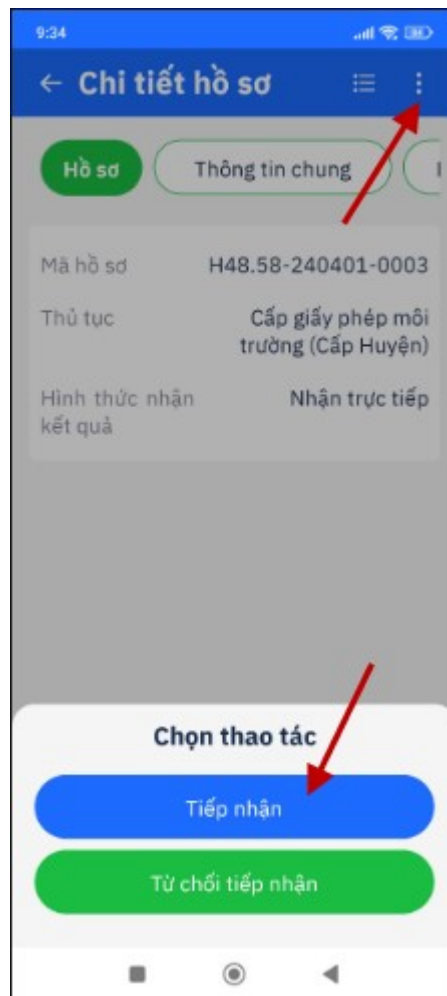 9:34
Chi tiết hồ sơ
Hồ sơ
Thông tin chung
Mã hồ sơ
H48.58-240401-0003
Thủ tục
Cấp giấy phép môi
trường (Cấp Huyện)
Hình thức nhận
kết quả
Nhận trực tiếp
Chọn thao tác
Tiếp nhận
Từ chối tiếp nhận